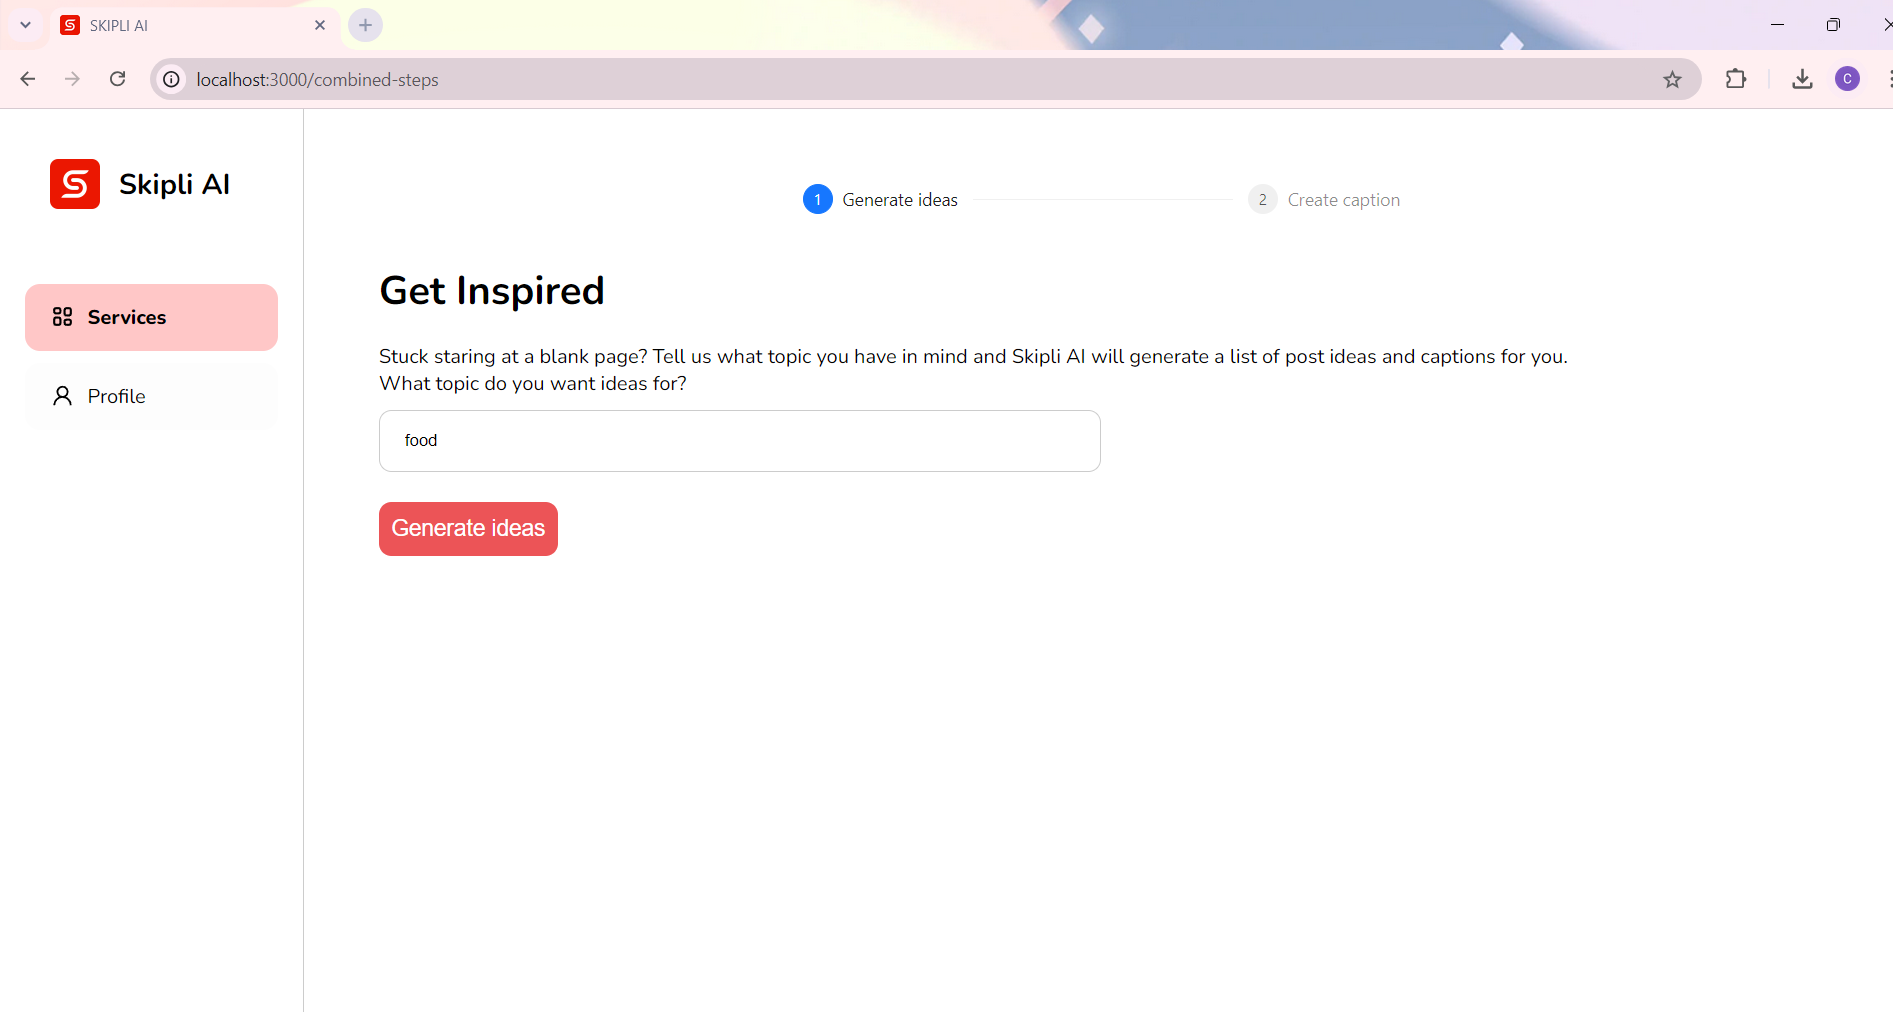 SKIPLI AI
localhost:3000/combined-steps
C
Skipli AI
Services
Profile
1 Generate ideas
2 Create caption
Get Inspired
Stuck staring at a blank page? Tell us what topic you have in mind and Skipli AI will generate a list of post ideas and captions for you.
What topic do you want ideas for?
food
Generate ideas